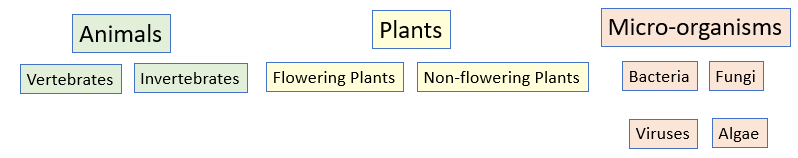 Animals
Plants
Micro-organisms
Vertebrates
Invertebrates
Flowering Plants
Non-flowering Plants
Bacteria
Fungi
Viruses
Algae